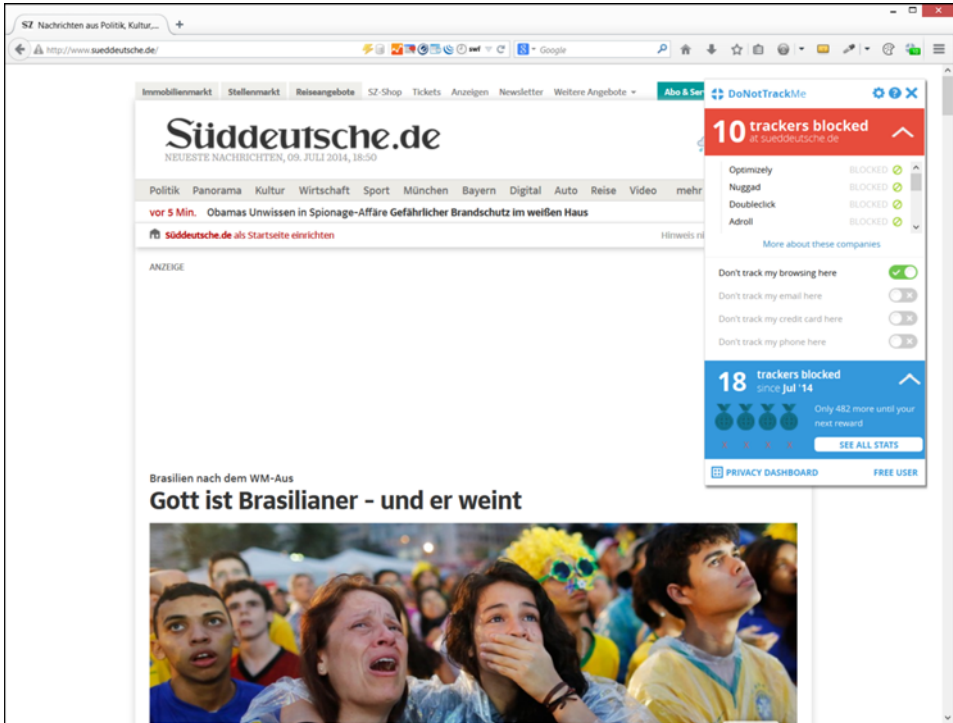 SZ Nachrichten aus Politik, Kultur,...
http://www.sueddeutsche.de/
swf
Google
Immobilienmarkt Stellenmarkt Reiseangebote SZ-Shop Tickets Anzeigen Newsletter Weitere Angebote
Abo & Ser
Süddeutsche.de
NEUESTE NACHRICHTEN, 09. JULI 2014, 18:50
Politik Panorama Kultur Wirtschaft Sport München Bayern Digital Auto Reise Video mehr
vor 5 Min. Obamas Unwissen in Spionage-Affäre Gefährlicher Brandschutz im weißen Haus
Süddeutsche.de als Startseite einrichten
Hinweis ni
ANZEIGE
Brasilien nach dem WM-Aus
Gott ist Brasilianer – und er weint
DoNotTrackMe
10 trackers blocked
at sueddeutsche.de
Optimizely BLOCKED
Nuggad BLOCKED
Doubleclick BLOCKED
Adroll BLOCKED
More about these companies
Don't track my browsing here
Don't track my email here
Don't track my credit card here
Don't track my phone here
18 trackers blocked
since Jul '14
Only 482 more until your
next reward
SEE ALL STATS
PRIVACY DASHBOARD
FREE USER